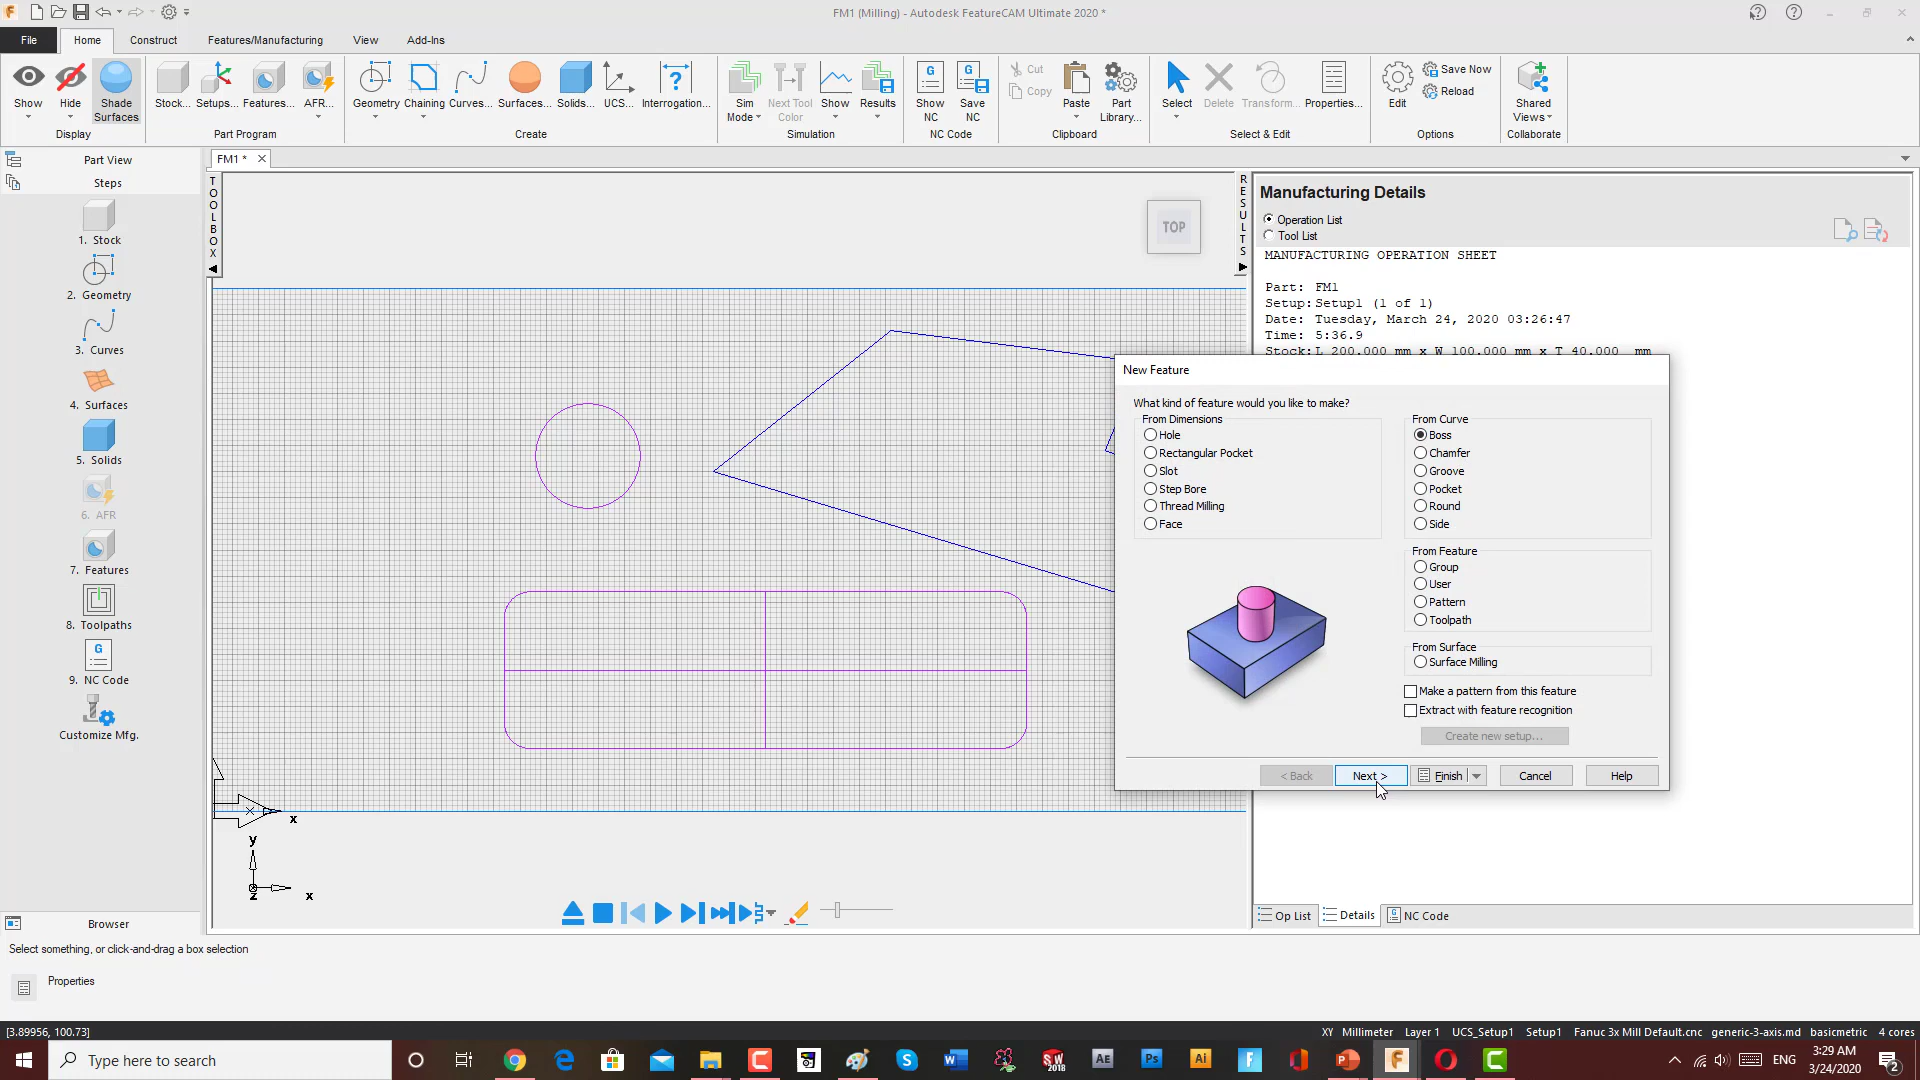 FM1 (Milling) - Autodesk FeatureCAM Ultimate 2020 *
File Home Construct Features/Manufacturing View Add-Ins
Show Hide Shade Surfaces Stock... Setups... Features... AFR... Geometry Chaining Curves... Surfaces... Solids... UCS... Interrogation... Sim Mode Next Tool Color Show Results Show NC Save NC Cut Copy Paste Part Library... Select Delete Transform... Properties... Edit Save Now Reload Shared Views
Display Part Program Create Simulation NC Code Clipboard Select & Edit Options Collaborate
Part View
Steps
1. Stock
2. Geometry
3. Curves
4. Surfaces
5. Solids
6. AFR
7. Features
8. Toolpaths
9. NC Code
Customize Mfg.
Browser
FM1 *
TOOLBOX
TOP
RESULTS
x
y
z
x
Manufacturing Details
Operation List
Tool List
MANUFACTURING OPERATION SHEET
Part: FM1
Setup:Setup1 (1 of 1)
Date: Tuesday, March 24, 2020 03:26:47
Time: 5:36.9
Stock:L 200.000 mm x W 100.000 mm x T 40.000 mm
New Feature
What kind of feature would you like to make?
From Dimensions
Hole
Rectangular Pocket
Slot
Step Bore
Thread Milling
Face
From Curve
Boss
Chamfer
Groove
Pocket
Round
Side
From Feature
Group
User
Pattern
Toolpath
From Surface
Surface Milling
Make a pattern from this feature
Extract with feature recognition
Create new setup...
< Back Next > Finish Cancel Help
Op List Details NC Code
Select something, or click-and-drag a box selection
Properties
[3.89956, 100.73] XY Millimeter Layer 1 UCS_Setup1 Setup1 Fanuc 3x Mill Default.cnc generic-3-axis.md basicmetric 4 cores
Type here to search
ENG
3:29 AM
3/24/2020
2